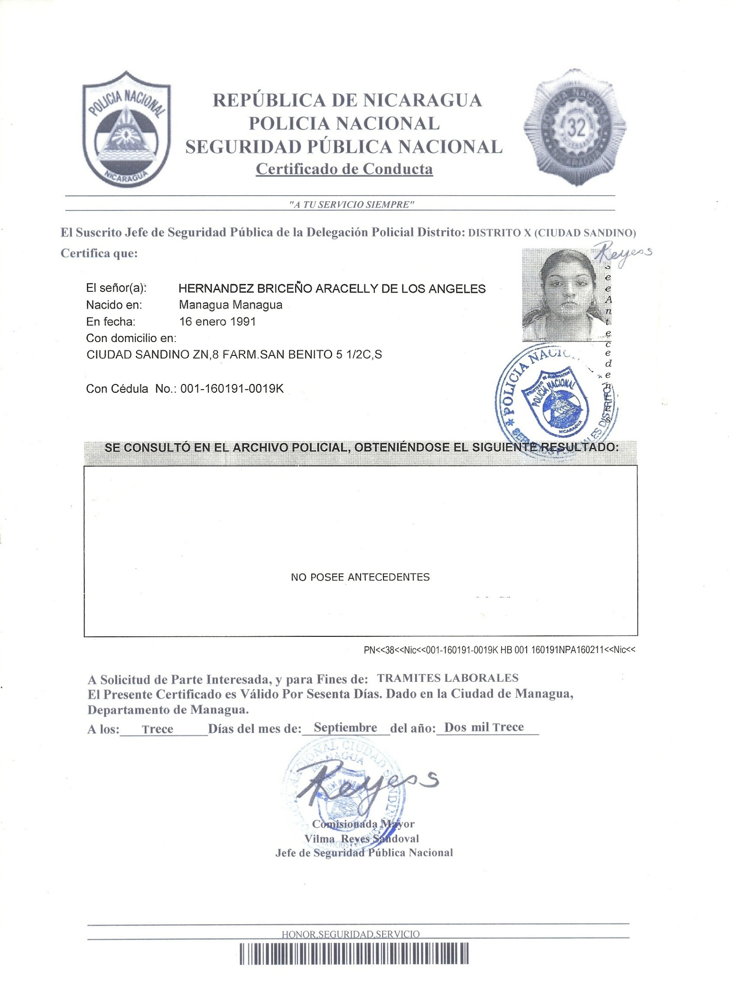 POLICIA NACIONAL
NICARAGUA
REPÚBLICA DE NICARAGUA
POLICIA NACIONAL
SEGURIDAD PÚBLICA NACIONAL
Certificado de Conducta
32
"A TU SERVICIO SIEMPRE"
El Suscrito Jefe de Seguridad Pública de la Delegación Policial Distrito: DISTRITO X (CIUDAD SANDINO)
Certifica que:
Reyess
El señor(a): HERNANDEZ BRICEÑO ARACELLY DE LOS ANGELES
Nacido en: Managua Managua
En fecha: 16 enero 1991
Con domicilio en:
CIUDAD SANDINO ZN,8 FARM.SAN BENITO 5 1/2C,S
Con Cédula No.: 001-160191-0019K
POLICIA NACIONAL
NICARAGUA
SE CONSULTÓ EN EL ARCHIVO POLICIAL, OBTENIÉNDOSE EL SIGUIENTE RESULTADO:
NO POSEE ANTECEDENTES
PN<<38<<Nic<<001-160191-0019K HB 001 160191NPA160211<<Nic<<
A Solicitud de Parte Interesada, y para Fines de: TRAMITES LABORALES
El Presente Certificado es Válido Por Sesenta Días. Dado en la Ciudad de Managua,
Departamento de Managua.
A los: Trece Días del mes de: Septiembre del año: Dos mil Trece
Reyess
Comisionada Mayor
Vilma Reyes Sandoval
Jefe de Seguridad Pública Nacional
HONOR,SEGURIDAD,SERVICIO